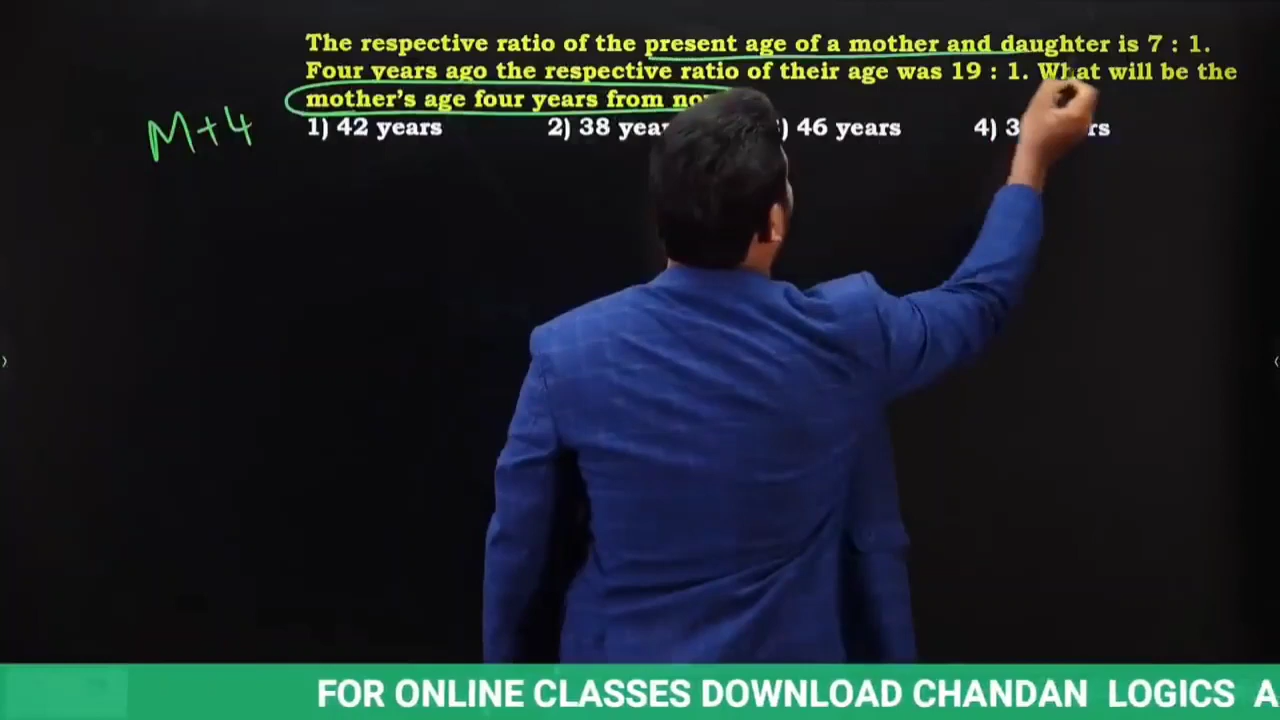 The respective ratio of the present age of a mother and daughter is 7 : 1.
Four years ago the respective ratio of their age was 19 : 1. What will be the
mother's age four years from
M+4
1) 42 years 2) 38 ) 46 years 4)
FOR ONLINE CLASSES DOWNLOAD CHANDAN LOGICS A